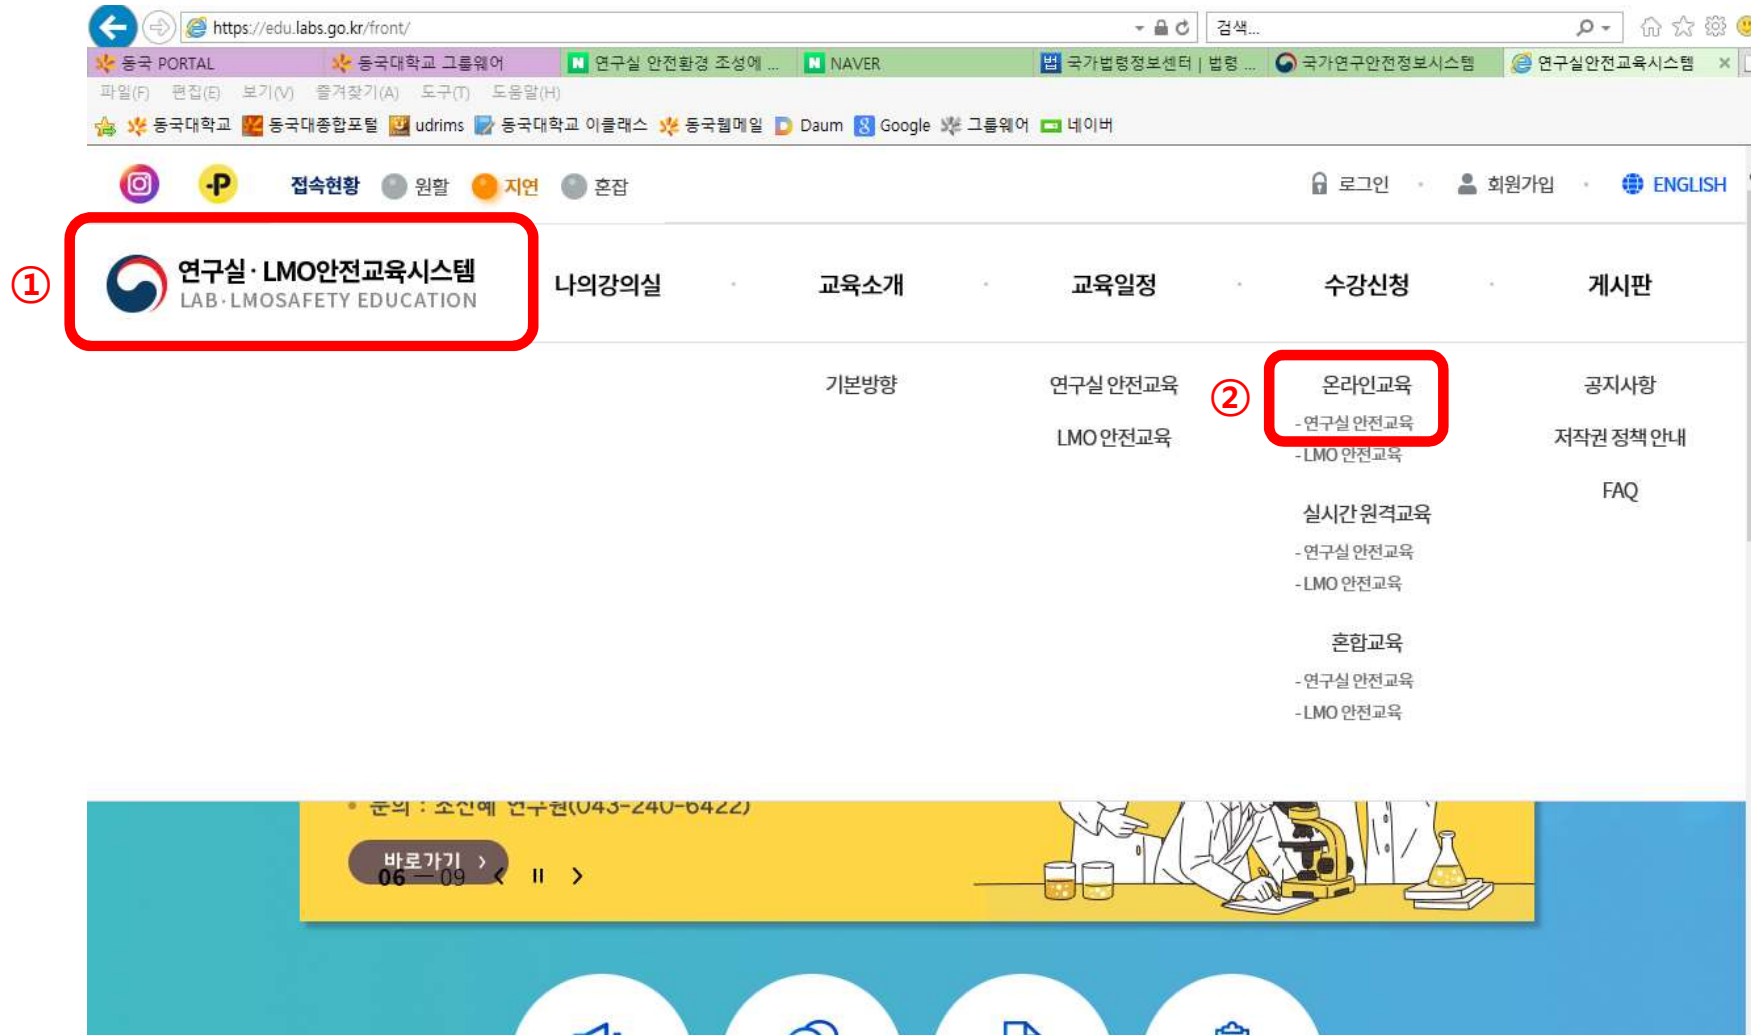 https://edu.labs.go.kr/front/
검색...
동국 PORTAL
동국대학교 그룹웨어
연구실 안전환경 조성에 ...
NAVER
국가법령정보센터 | 법령 ...
국가연구안전정보시스템
연구실안전교육시스템
파일(F) 편집(E) 보기(V) 즐겨찾기(A) 도구(T) 도움말(H)
동국대학교 동국대종합포털 udrims 동국대학교 이클래스 동국웹메일 Daum Google 그룹웨어 네이버
접속현황 원활 지연 혼잡
로그인 · 회원가입 · ENGLISH
①
연구실·LMO안전교육시스템
LAB·LMOSAFETY EDUCATION
나의강의실 · 교육소개 · 교육일정 · 수강신청 · 게시판
기본방향
연구실 안전교육
LMO 안전교육
②
온라인교육
- 연구실 안전교육
- LMO 안전교육
실시간 원격교육
- 연구실 안전교육
- LMO 안전교육
혼합교육
- 연구실 안전교육
- LMO 안전교육
공지사항
저작권 정책 안내
FAQ
문의 : 조신혜 연구원(043-240-6422)
바로가기 >
06 — 09